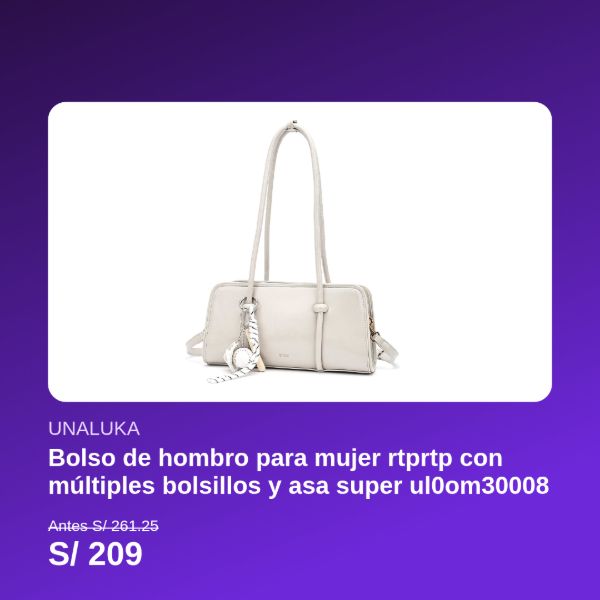 UNALUKA
Bolso de hombro para mujer rtprtp con
múltiples bolsillos y asa super ul0om30008
Antes S/ 261.25
S/ 209